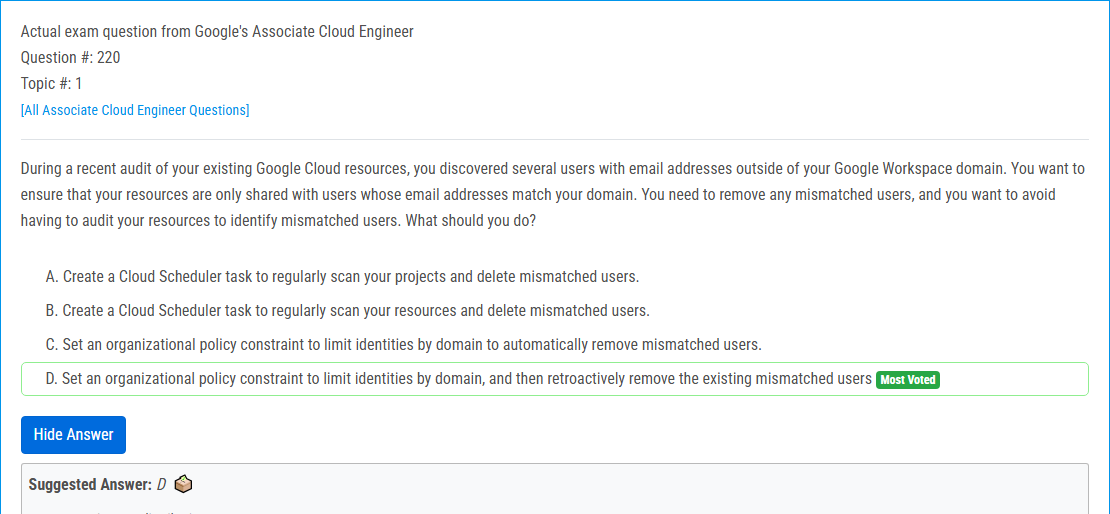 Actual exam question from Google's Associate Cloud Engineer
Question #: 220
Topic #: 1
[All Associate Cloud Engineer Questions]
During a recent audit of your existing Google Cloud resources, you discovered several users with email addresses outside of your Google Workspace domain. You want to
ensure that your resources are only shared with users whose email addresses match your domain. You need to remove any mismatched users, and you want to avoid
having to audit your resources to identify mismatched users. What should you do?
A. Create a Cloud Scheduler task to regularly scan your projects and delete mismatched users.
B. Create a Cloud Scheduler task to regularly scan your resources and delete mismatched users.
C. Set an organizational policy constraint to limit identities by domain to automatically remove mismatched users.
D. Set an organizational policy constraint to limit identities by domain, and then retroactively remove the existing mismatched users Most Voted
Hide Answer
Suggested Answer: D